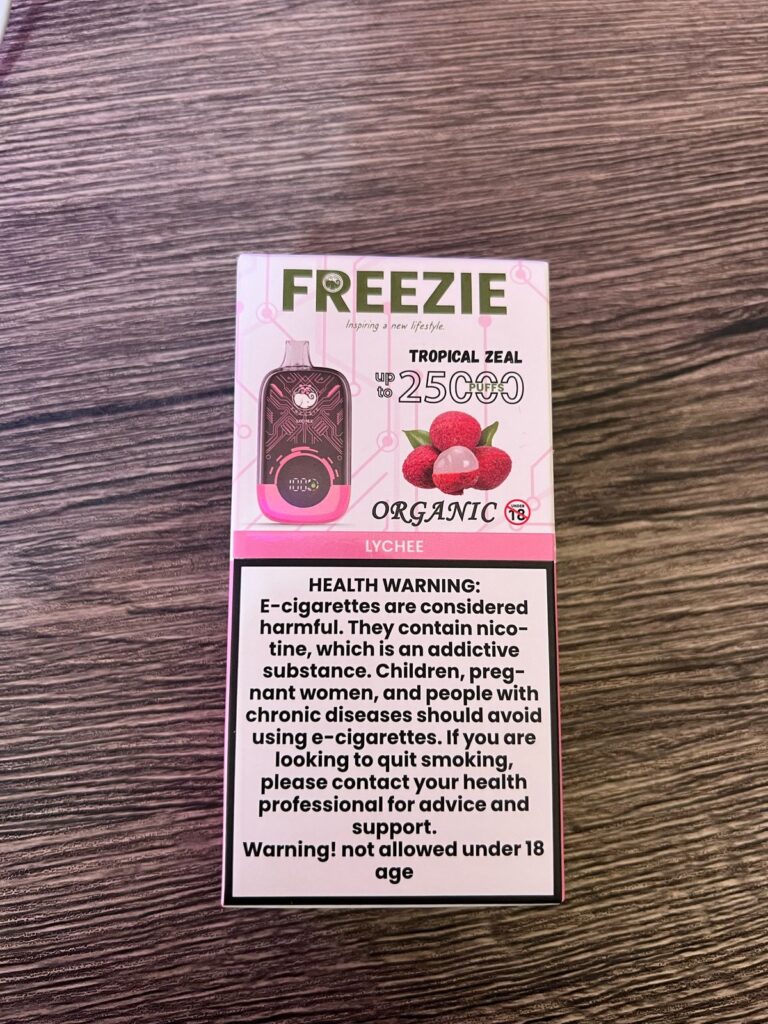 FREEZIE
Inspiring a new lifestyle.
TROPICAL ZEAL
up to 25000 PUFFS
LYCHEE
100
ORGANIC
UNDER 18
LYCHEE
HEALTH WARNING:
E-cigarettes are considered
harmful. They contain nico-
tine, which is an addictive
substance. Children, preg-
nant women, and people with
chronic diseases should avoid
using e-cigarettes. If you are
looking to quit smoking,
please contact your health
professional for advice and
support.
Warning! not allowed under 18
age